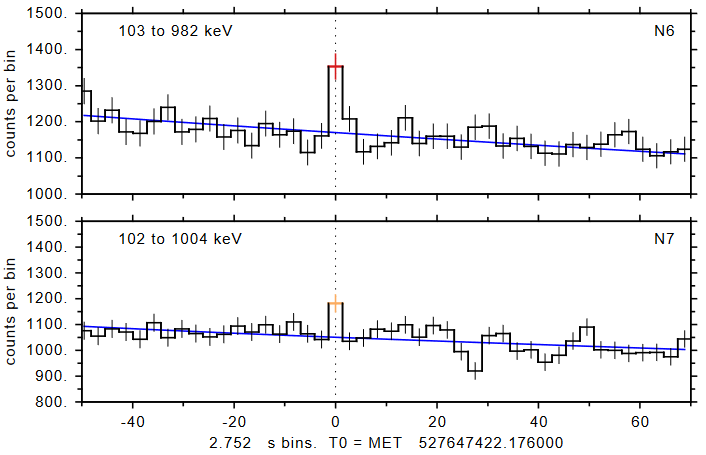 1500.
103 to 982 keV N6
1400.
1300.
1200.
1100.
1000.
counts per bin
1500.
102 to 1004 keV N7
1400.
1300.
1200.
1100.
1000.
900.
800.
counts per bin
-40 -20 0 20 40 60
2.752 s bins. T0 = MET 527647422.176000